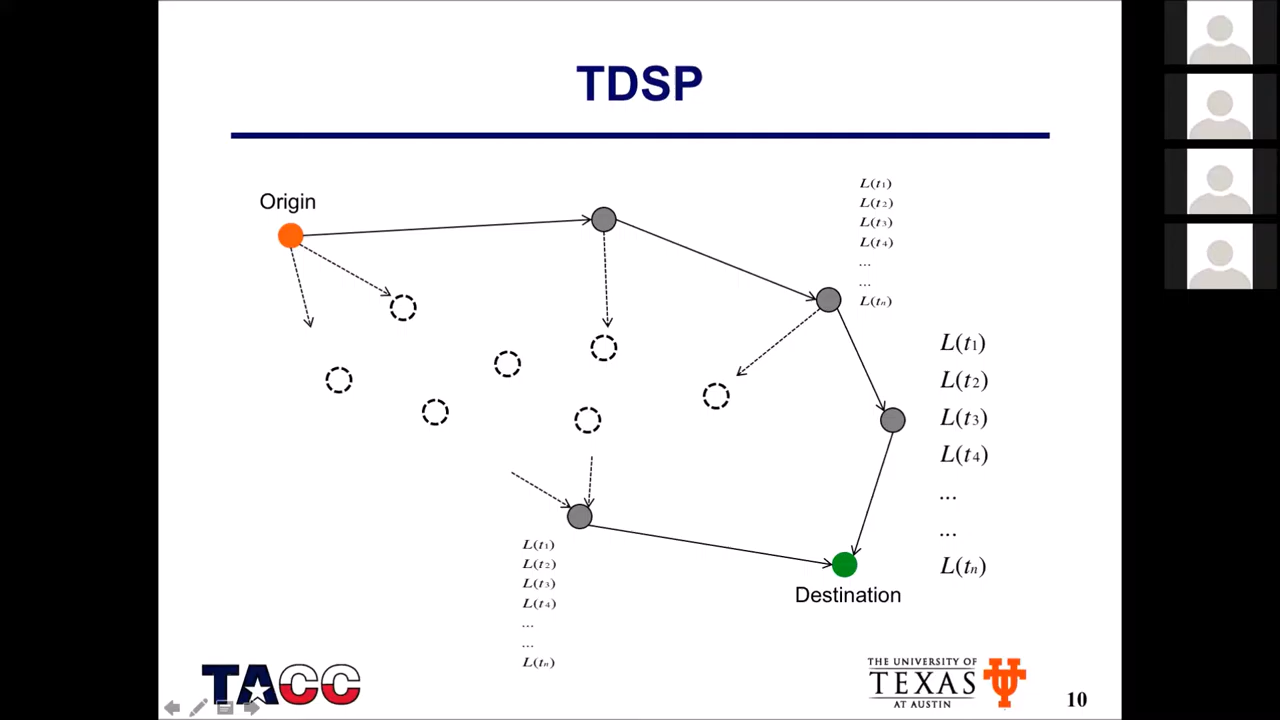 TDSP
Origin
L(t1)
L(t2)
L(t3)
L(t4)
...
...
L(tn)
L(t1)
L(t2)
L(t3)
L(t4)
...
...
L(tn)
L(t1)
L(t2)
L(t3)
L(t4)
...
...
L(tn)
Destination
TACC
THE UNIVERSITY OF
TEXAS
AT AUSTIN
10